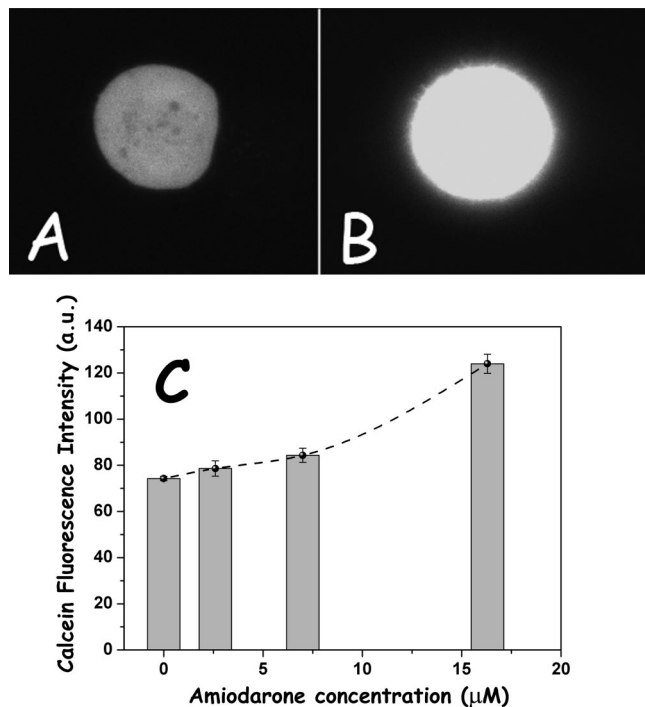 A
B
C
Calcein Fluorescence Intensity (a.u.)
140
120
100
80
60
40
20
0
0 5 10 15 20
Amiodarone concentration (μM)